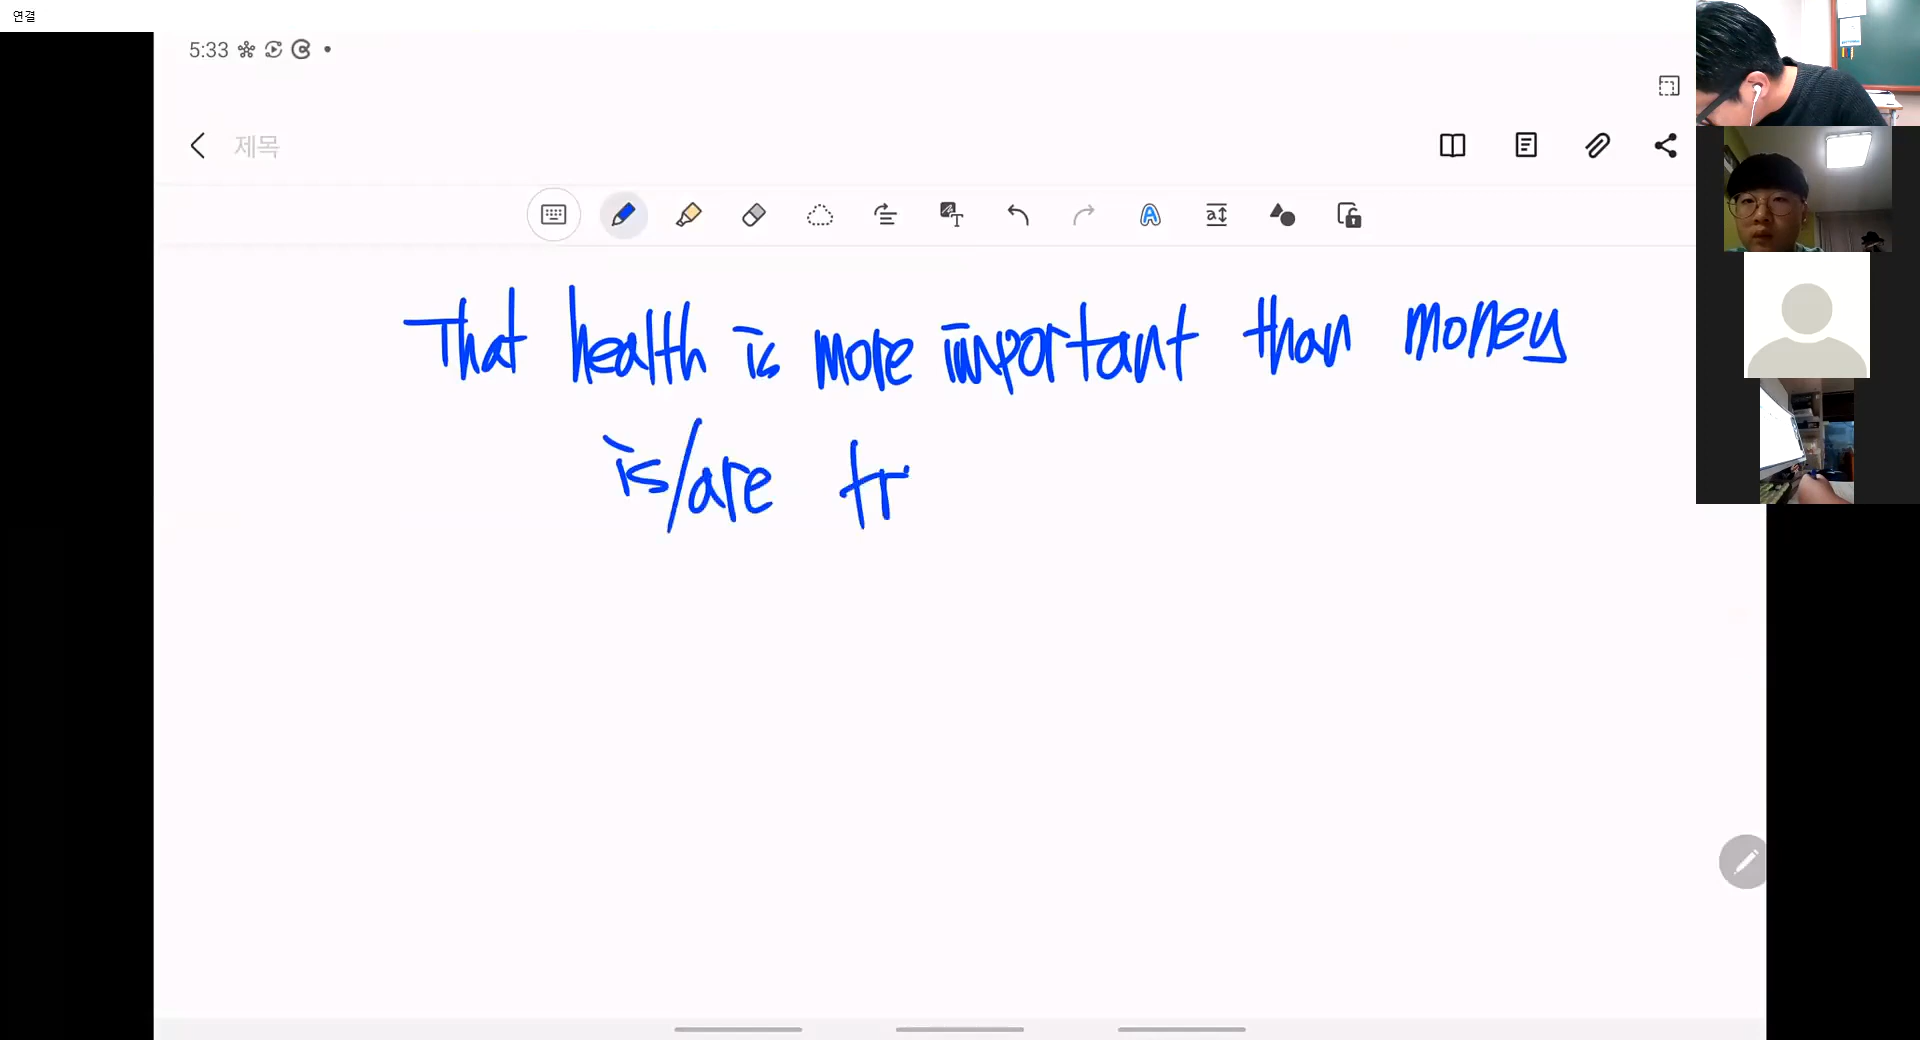 연결
5:33
제목
That health is more important than money
is/are tr